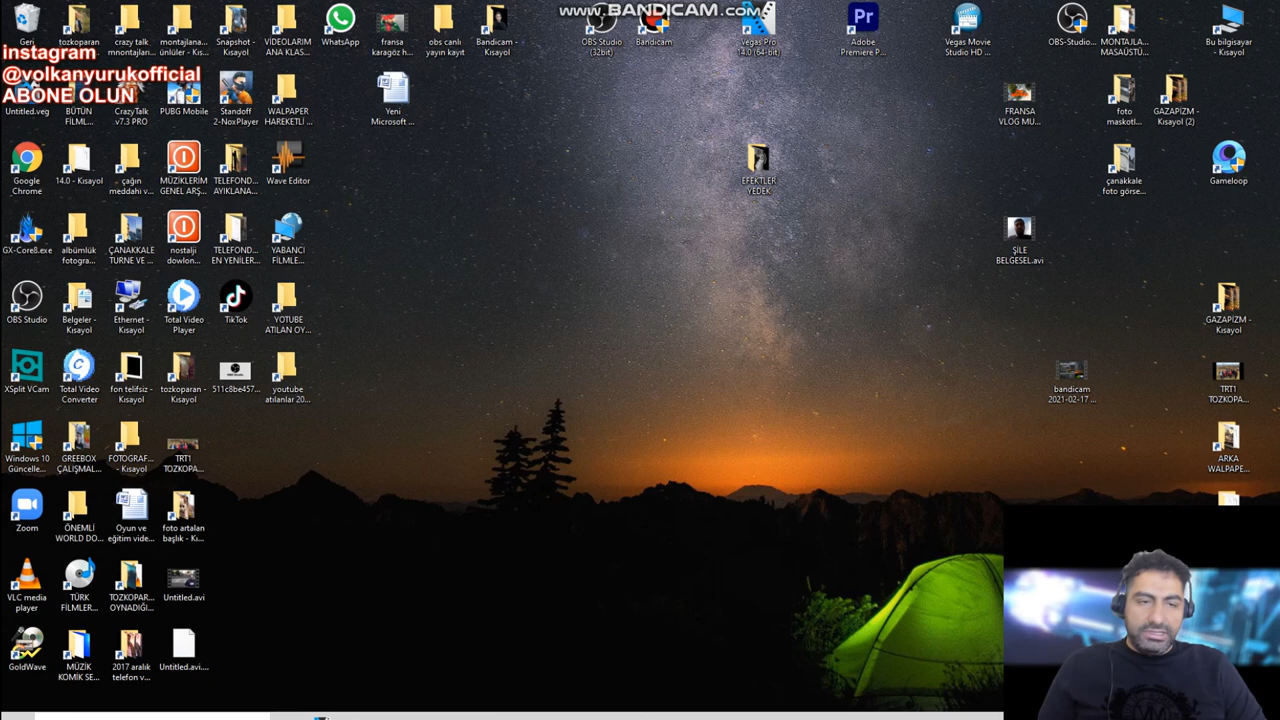 www.BANDICAM.com
instagram
@volkanyurukofficial
ABONE OLUN
Geri
tozkoparan
crazy talk
mnontajları...
montajlana...
ünlüler - Kı...
Snapshot -
Kısayol
VİDEOLARIM
ANA KLAS...
WhatsApp
fransa
karagöz h...
obs canlı
yayın kayıt
Bandicam -
Kısayol
OBS Studio
(32bit)
Bandicam
Vegas Pro
14.0 (64-bit)
Adobe
Premiere P...
Vegas Movie
Studio HD ...
OBS-Studio...
MONTAJLA...
MASAÜSTÜ...
Bu bilgisayar
- Kısayol
Untitled.veg
BÜTÜN
FILML...
CrazyTalk
v7.3 PRO
PUBG Mobile
Standoff
2-NoxPlayer
WALPAPER
HAREKETLİ ...
Yeni
Microsoft ...
FRANSA
VLOG MU...
foto
maskotl...
GAZAPİZM -
Kısayol (2)
Google
Chrome
14.0 - Kısayol
çağın
meddahı v...
MÜZİKLERİM
GENEL ARŞ...
TELEFOND...
AYIKLANA...
Wave Editor
EFEKTLER
YEDEK
çanakkale
foto görse...
Gameloop
GX-Core8.exe
albümlük
fotogra...
ÇANAKKALE
TURNE VE ...
nostalji
dowlon...
TELEFOND...
EN YENİLER...
YABANCI
FİLMLE...
ŞİLE
BELGESEL.avi
OBS Studio
Belgeler -
Kısayol
Ethernet -
Kısayol
Total Video
Player
TikTok
YOTUBE
ATILAN OY...
GAZAPİZM -
Kısayol
XSplit VCam
Total Video
Converter
fon telifsiz -
Kısayol
tozkoparan -
Kısayol
511c8be457...
youtube
atılanlar 20...
bandicam
2021-02-17 ...
TRT1
TOZKOPA...
Windows 10
Güncelle...
GREEBOX
ÇALIŞMAL...
FOTOGRAF...
- Kısayol
TRT1
TOZKOPA...
ARKA
WALPAPE...
Zoom
ÖNEMLİ
WORLD DO...
Oyun ve
eğitim vide...
foto artalan
başlık - Kı...
VLC media
player
TÜRK
FİLMLER...
TOZKOPAR...
OYNADIĞI...
Untitled.avi
GoldWave
MÜZİK
KOMİK SE...
2017 aralık
telefon v...
Untitled.avi....